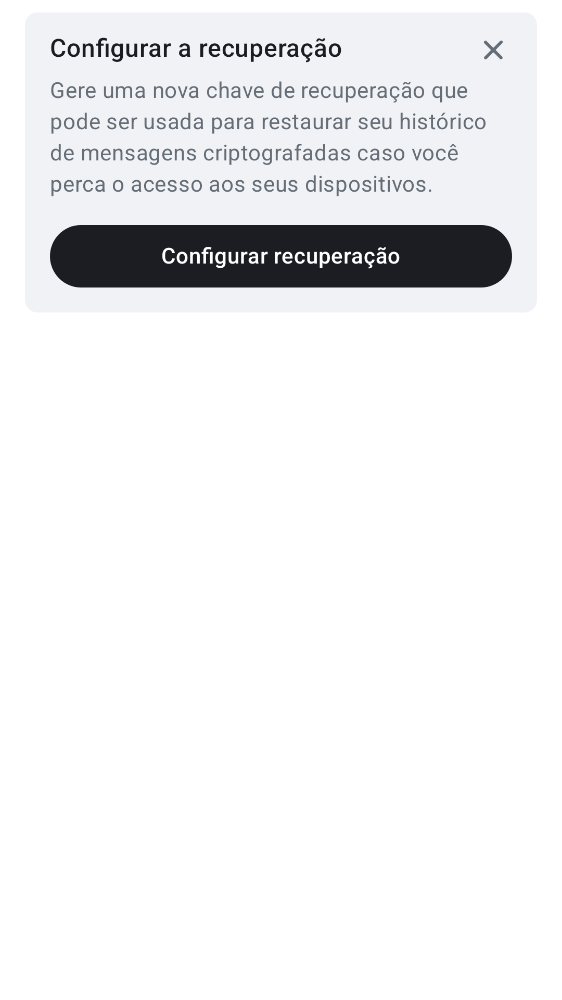 Configurar a recuperação
Gere uma nova chave de recuperação que
pode ser usada para restaurar seu histórico
de mensagens criptografadas caso você
perca o acesso aos seus dispositivos.
Configurar recuperação